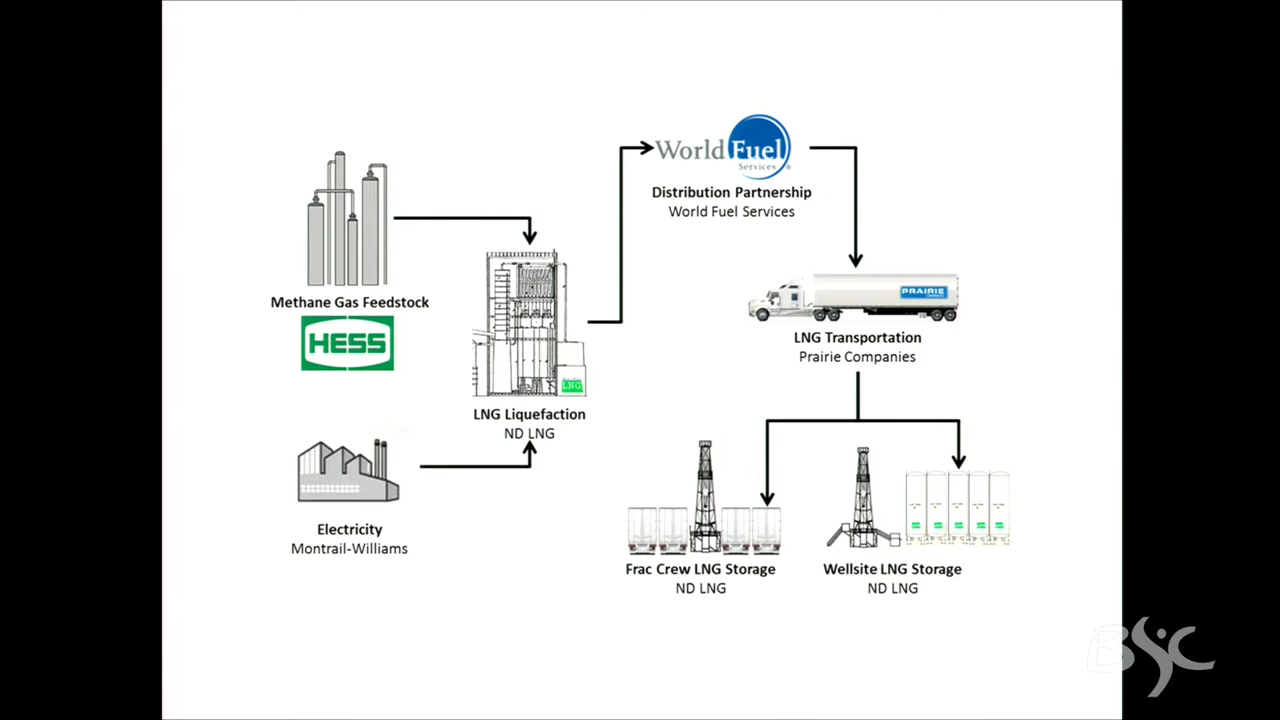 Methane Gas Feedstock
HESS
Electricity
Montrail-Williams
LNG
LNG Liquefaction
ND LNG
World Fuel
Services
Distribution Partnership
World Fuel Services
PRAIRIE
LNG Transportation
Prairie Companies
Frac Crew LNG Storage
ND LNG
Wellsite LNG Storage
ND LNG
BSC